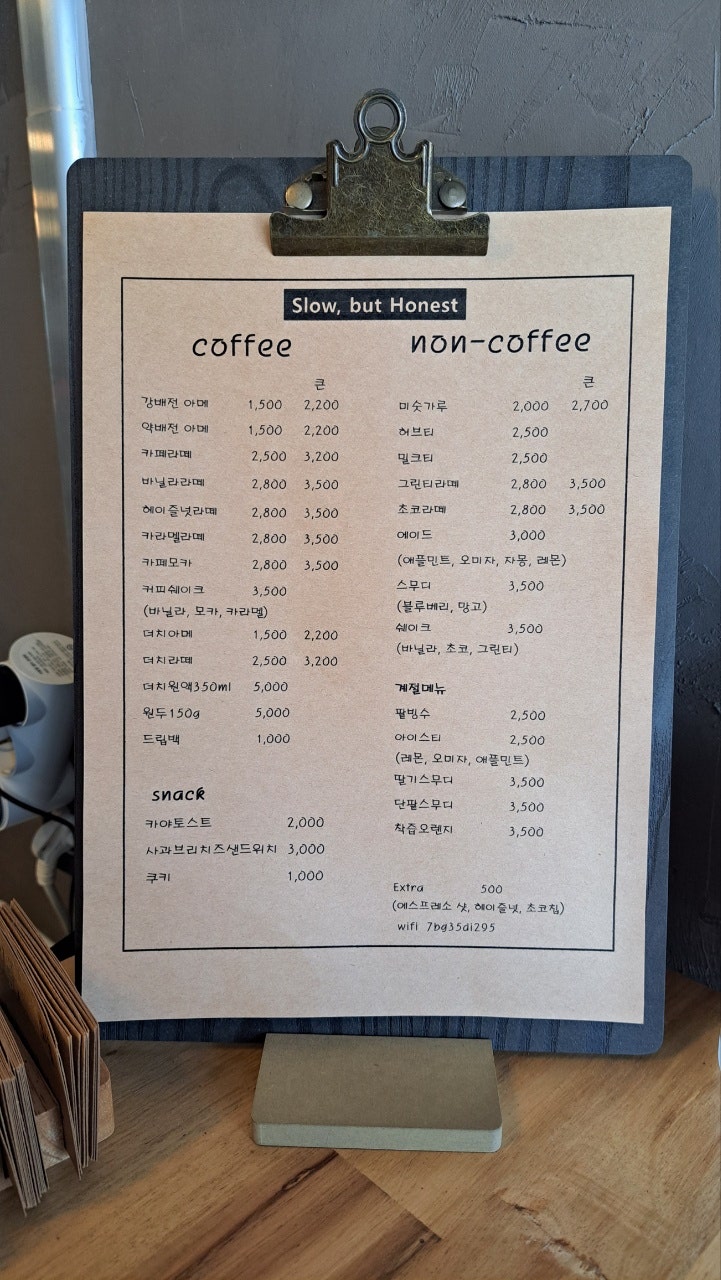 Slow, but Honest
coffee
큰
강배전 아메 1,500 2,200
약배전 아메 1,500 2,200
카페라떼 2,500 3,200
바닐라라떼 2,800 3,500
헤이즐넛라떼 2,800 3,500
카라멜라떼 2,800 3,500
카페모카 2,800 3,500
커피쉐이크 3,500
(바닐라, 모카, 카라멜)
더치아메 1,500 2,200
더치라떼 2,500 3,200
더치원액350ml 5,000
원두150g 5,000
드립백 1,000
snack
카야토스트 2,000
사과브리치즈샌드위치 3,000
쿠키 1,000
non-coffee
큰
미숫가루 2,000 2,700
허브티 2,500
밀크티 2,500
그린티라떼 2,800 3,500
초코라떼 2,800 3,500
에이드 3,000
(애플민트, 오미자, 자몽, 레몬)
스무디 3,500
(블루베리, 망고)
쉐이크 3,500
(바닐라, 초코, 그린티)
계절메뉴
팥빙수 2,500
아이스티 2,500
(레몬, 오미자, 애플민트)
딸기스무디 3,500
단팥스무디 3,500
착즙오렌지 3,500
Extra 500
(에스프레소 샷, 헤이즐넛, 초코칩)
wifi 7bg35di295